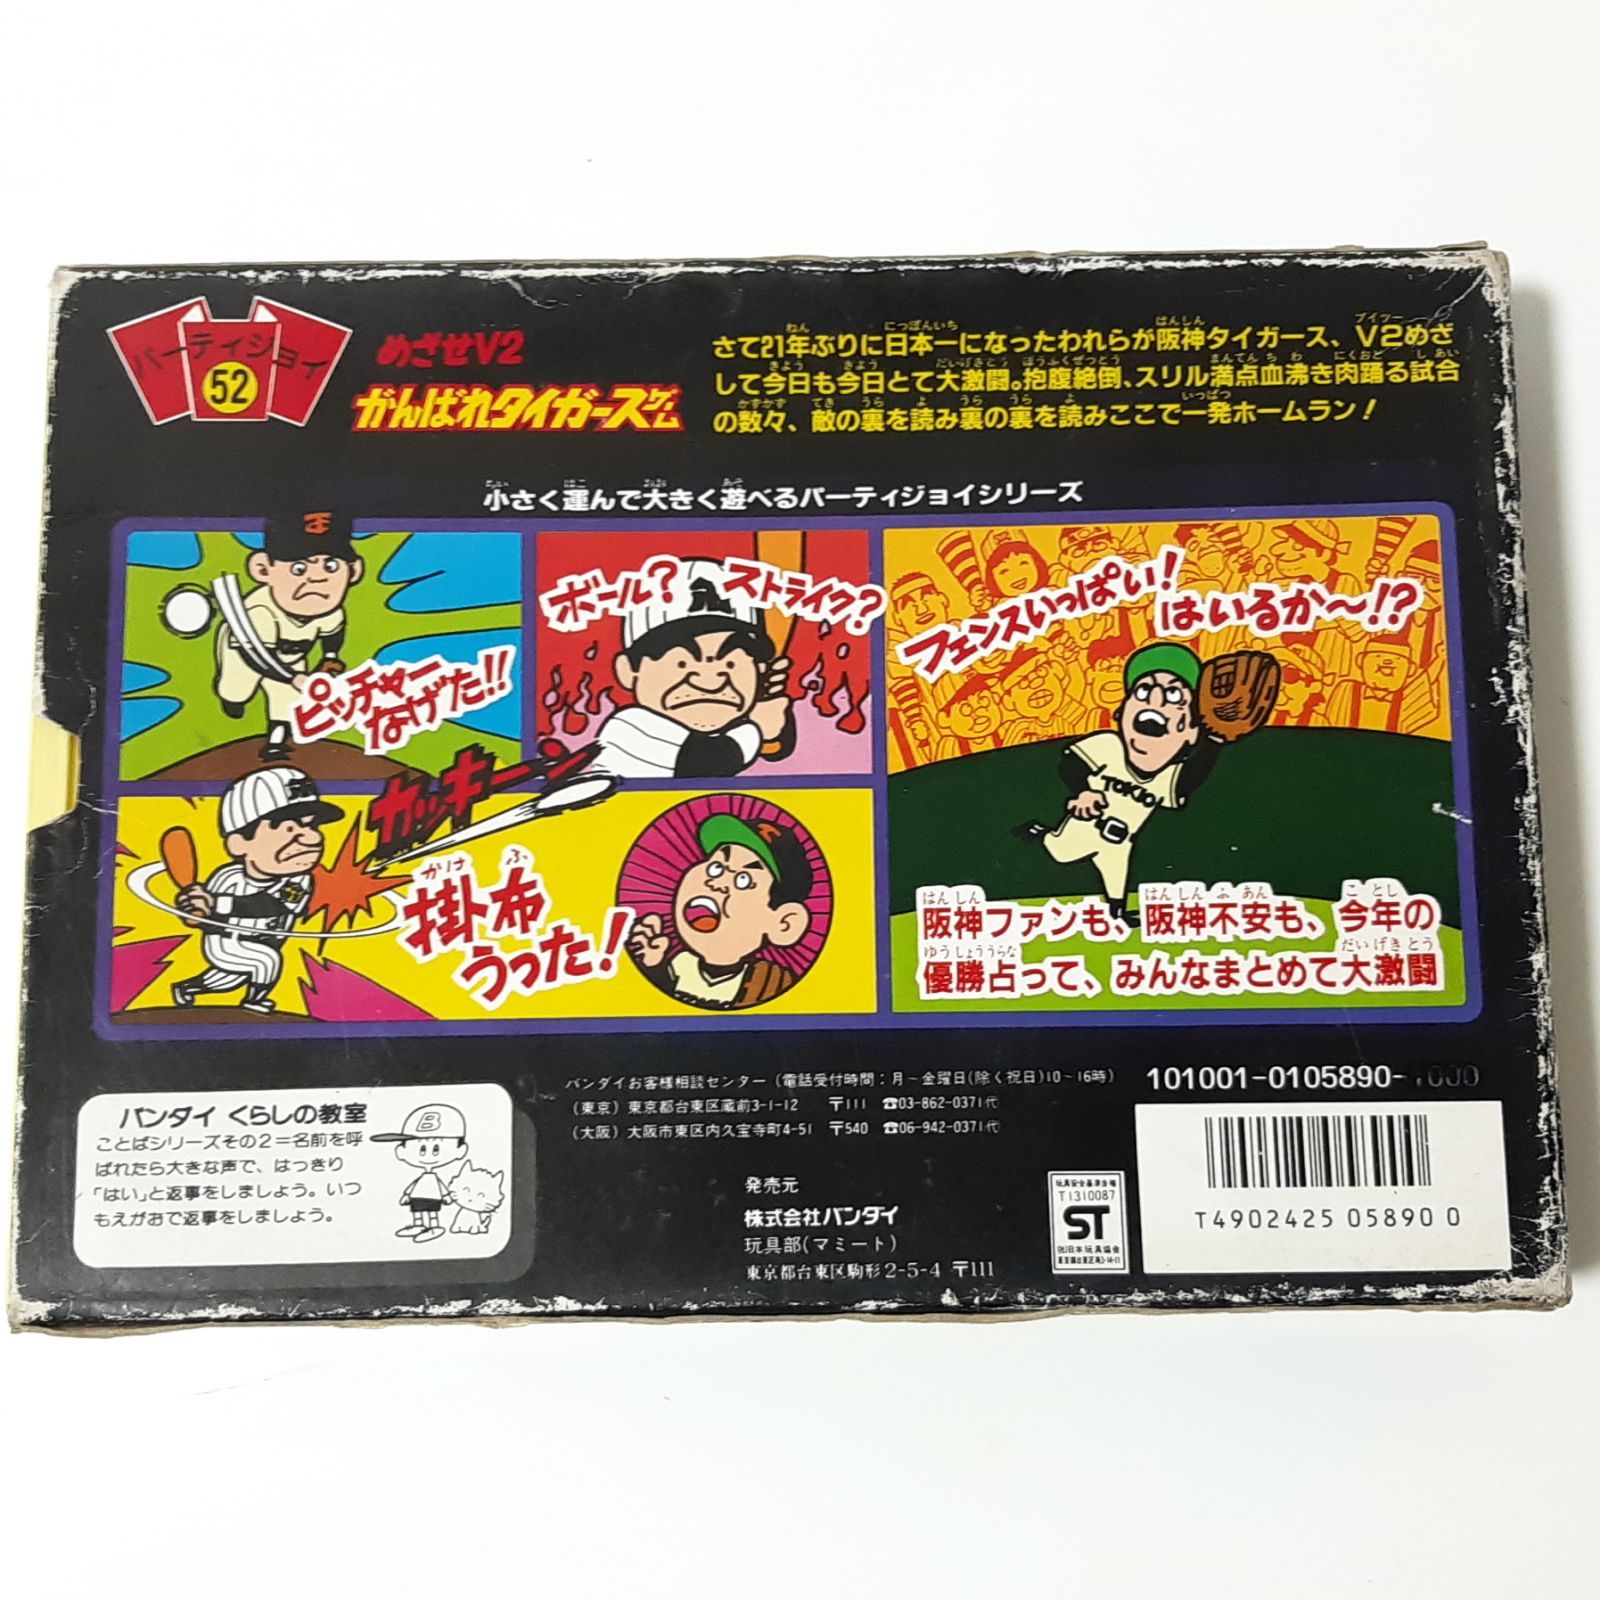 パーティジョイ
52
めざせV2
がんばれタイガースゲーム
さて21年ぶりに日本一になったわれらが阪神タイガース、V2めざ
して今日も今日とて大激闘。抱腹絶倒、スリル満点血沸き肉踊る試合
の数々、敵の裏を読み裏の裏を読みここで一発ホームラン！
小さく運んで大きく遊べるパーティジョイシリーズ
ピッチャー
なげた!!
ボール？
ストライク？
フェンスいっぱい！
はいるか〜!?
TOKIO
カッキーン
掛布
うった！
阪神ファンも、阪神不安も、今年の
優勝占って、みんなまとめて大激闘
バンダイ くらしの教室
ことばシリーズその2＝名前を呼
ばれたら大きな声で、はっきり
「はい」と返事をしましょう。いつ
もえがおで返事をしましょう。
B
バンダイお客様相談センター（電話受付時間：月〜金曜日(除く祝日)10〜16時）
（東京）東京都台東区蔵前3-1-12 〒111 ☎03-862-0371代
（大阪）大阪市東区内久宝寺町4-51 〒540 ☎06-942-0371代
発売元
株式会社バンダイ
玩具部(マミート)
東京都台東区駒形2-5-4 〒111
玩具安全基準合格
T1310087
ST
(社)日本玩具協会
101001-0105890-1000
T4902425 05890 0